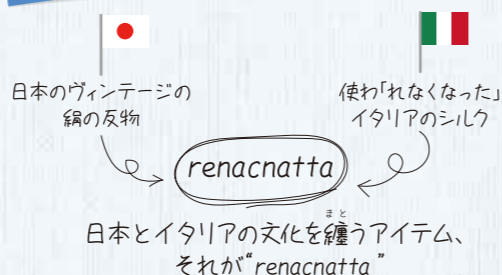 日本のヴィンテージの
絹の反物
使わ「れなくなった」
イタリアのシルク
renacnatta
日本とイタリアの文化を纏うアイテム、
まと
それが“renacnatta”